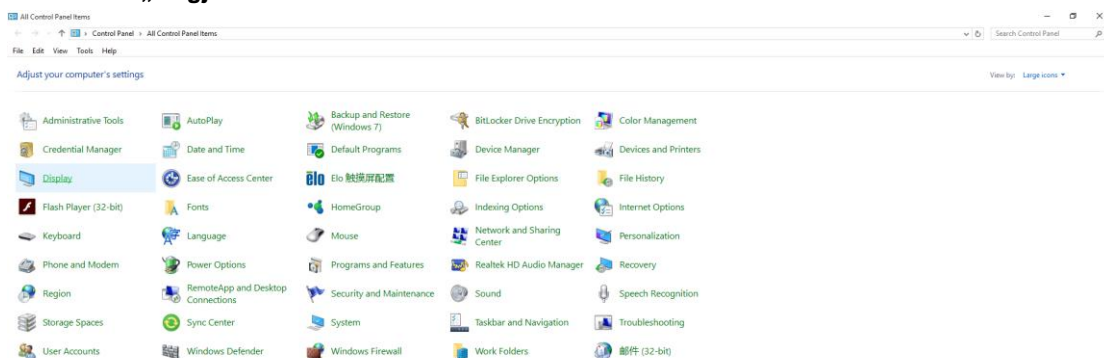 All Control Panel Items
Control Panel › All Control Panel Items
Search Control Panel
File Edit View Tools Help
Adjust your computer's settings
View by: Large icons
Administrative Tools
AutoPlay
Backup and Restore
(Windows 7)
BitLocker Drive Encryption
Color Management
Credential Manager
Date and Time
Default Programs
Device Manager
Devices and Printers
Display
Ease of Access Center
elo
Elo 触摸屏配置
File Explorer Options
File History
Flash Player (32-bit)
Fonts
HomeGroup
Indexing Options
Internet Options
Keyboard
Language
Mouse
Network and Sharing
Center
Personalization
Phone and Modem
Power Options
Programs and Features
Realtek HD Audio Manager
Recovery
Region
RemoteApp and Desktop
Connections
Security and Maintenance
Sound
Speech Recognition
Storage Spaces
Sync Center
System
Taskbar and Navigation
Troubleshooting
User Accounts
Windows Defender
Windows Firewall
Work Folders
邮件 (32-bit)